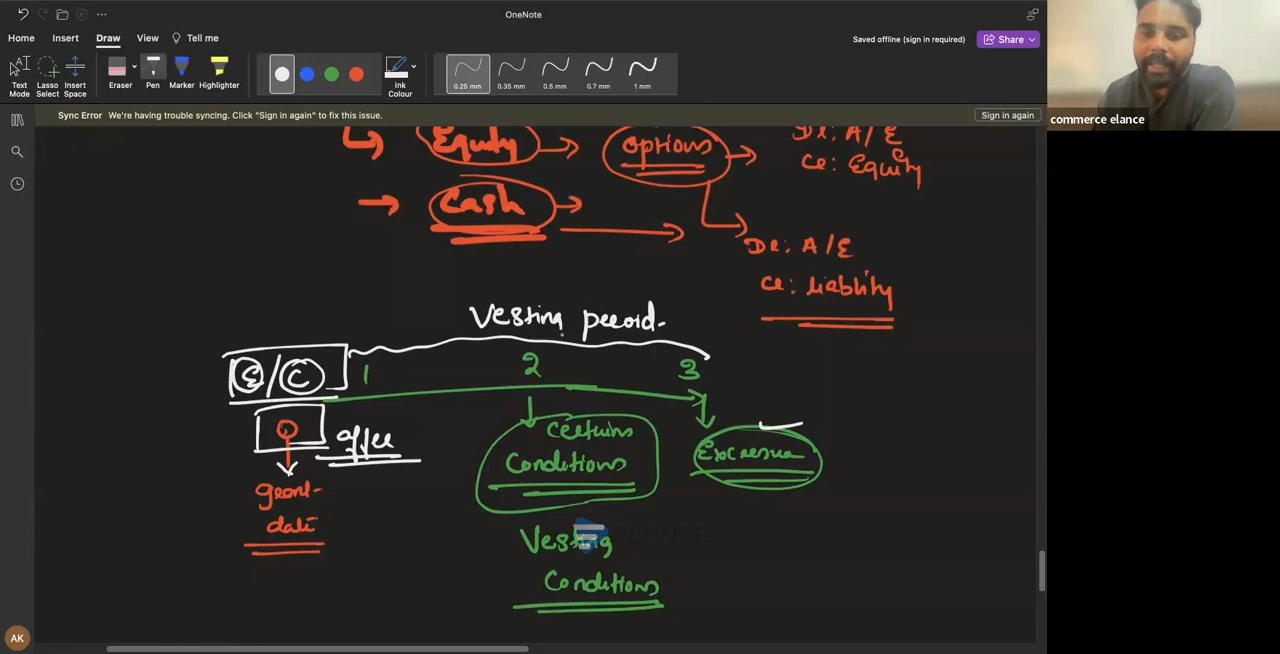 OneNote
Home Insert Draw View Tell me
Saved offline (sign in required) Share
Text Mode Lasso Select Insert Space Eraser Pen Marker Highlighter Ink Colour 0.25 mm 0.35 mm 0.5 mm 0.7 mm 1 mm
commerce elance
Sync Error We're having trouble syncing. Click "Sign in again" to fix this issue. Sign in again
Equity options Dr: A/E
Cr: Equity
Cash
Dr: A/E
Cr: liablity
Vesting peroid.
E/C 1 2 3
offer Certains
Conditions
grant
date
ELANCE
Vesting
Conditions
AK